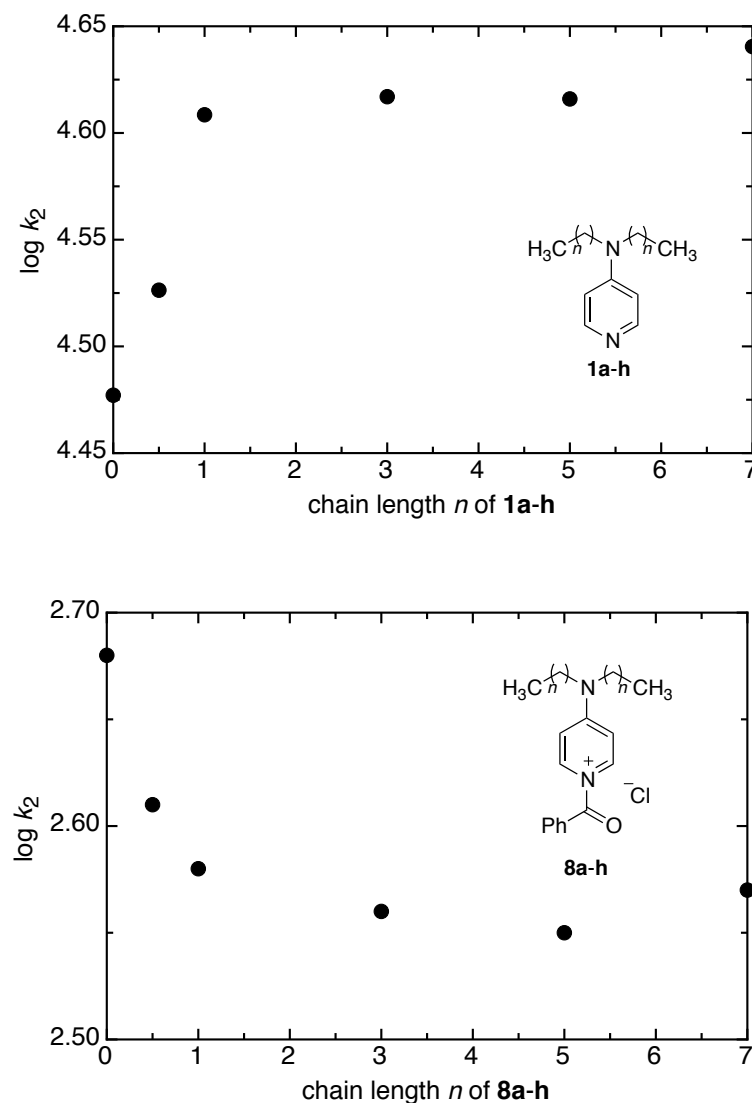 4.65
4.60
4.55
4.50
4.45
log k₂
0 1 2 3 4 5 6 7
chain length n of 1a-h
H₃C ( )n N ( )n CH₃
N
1a-h
2.70
2.60
2.50
log k₂
0 1 2 3 4 5 6 7
chain length n of 8a-h
H₃C ( )n N ( )n CH₃
+
N
⁻Cl
Ph O
8a-h